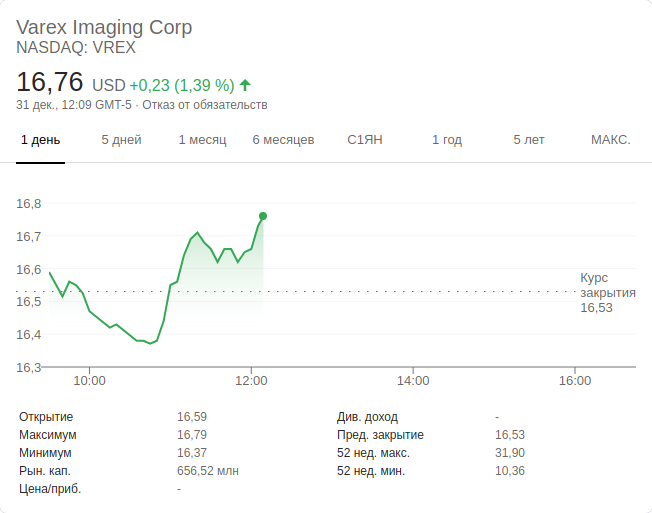 Varex Imaging Corp
NASDAQ: VREX
16,76 USD +0,23 (1,39 %)
31 дек., 12:09 GMT-5 · Отказ от обязательств
1 день 5 дней 1 месяц 6 месяцев С1ЯН 1 год 5 лет МАКС.
16,8
16,7
16,6
16,5
16,4
16,3
Курс
закрытия
16,53
10:00 12:00 14:00 16:00
Открытие 16,59 Див. доход -
Максимум 16,79 Пред. закрытие 16,53
Минимум 16,37 52 нед. макс. 31,90
Рын. кап. 656,52 млн 52 нед. мин. 10,36
Цена/приб. -